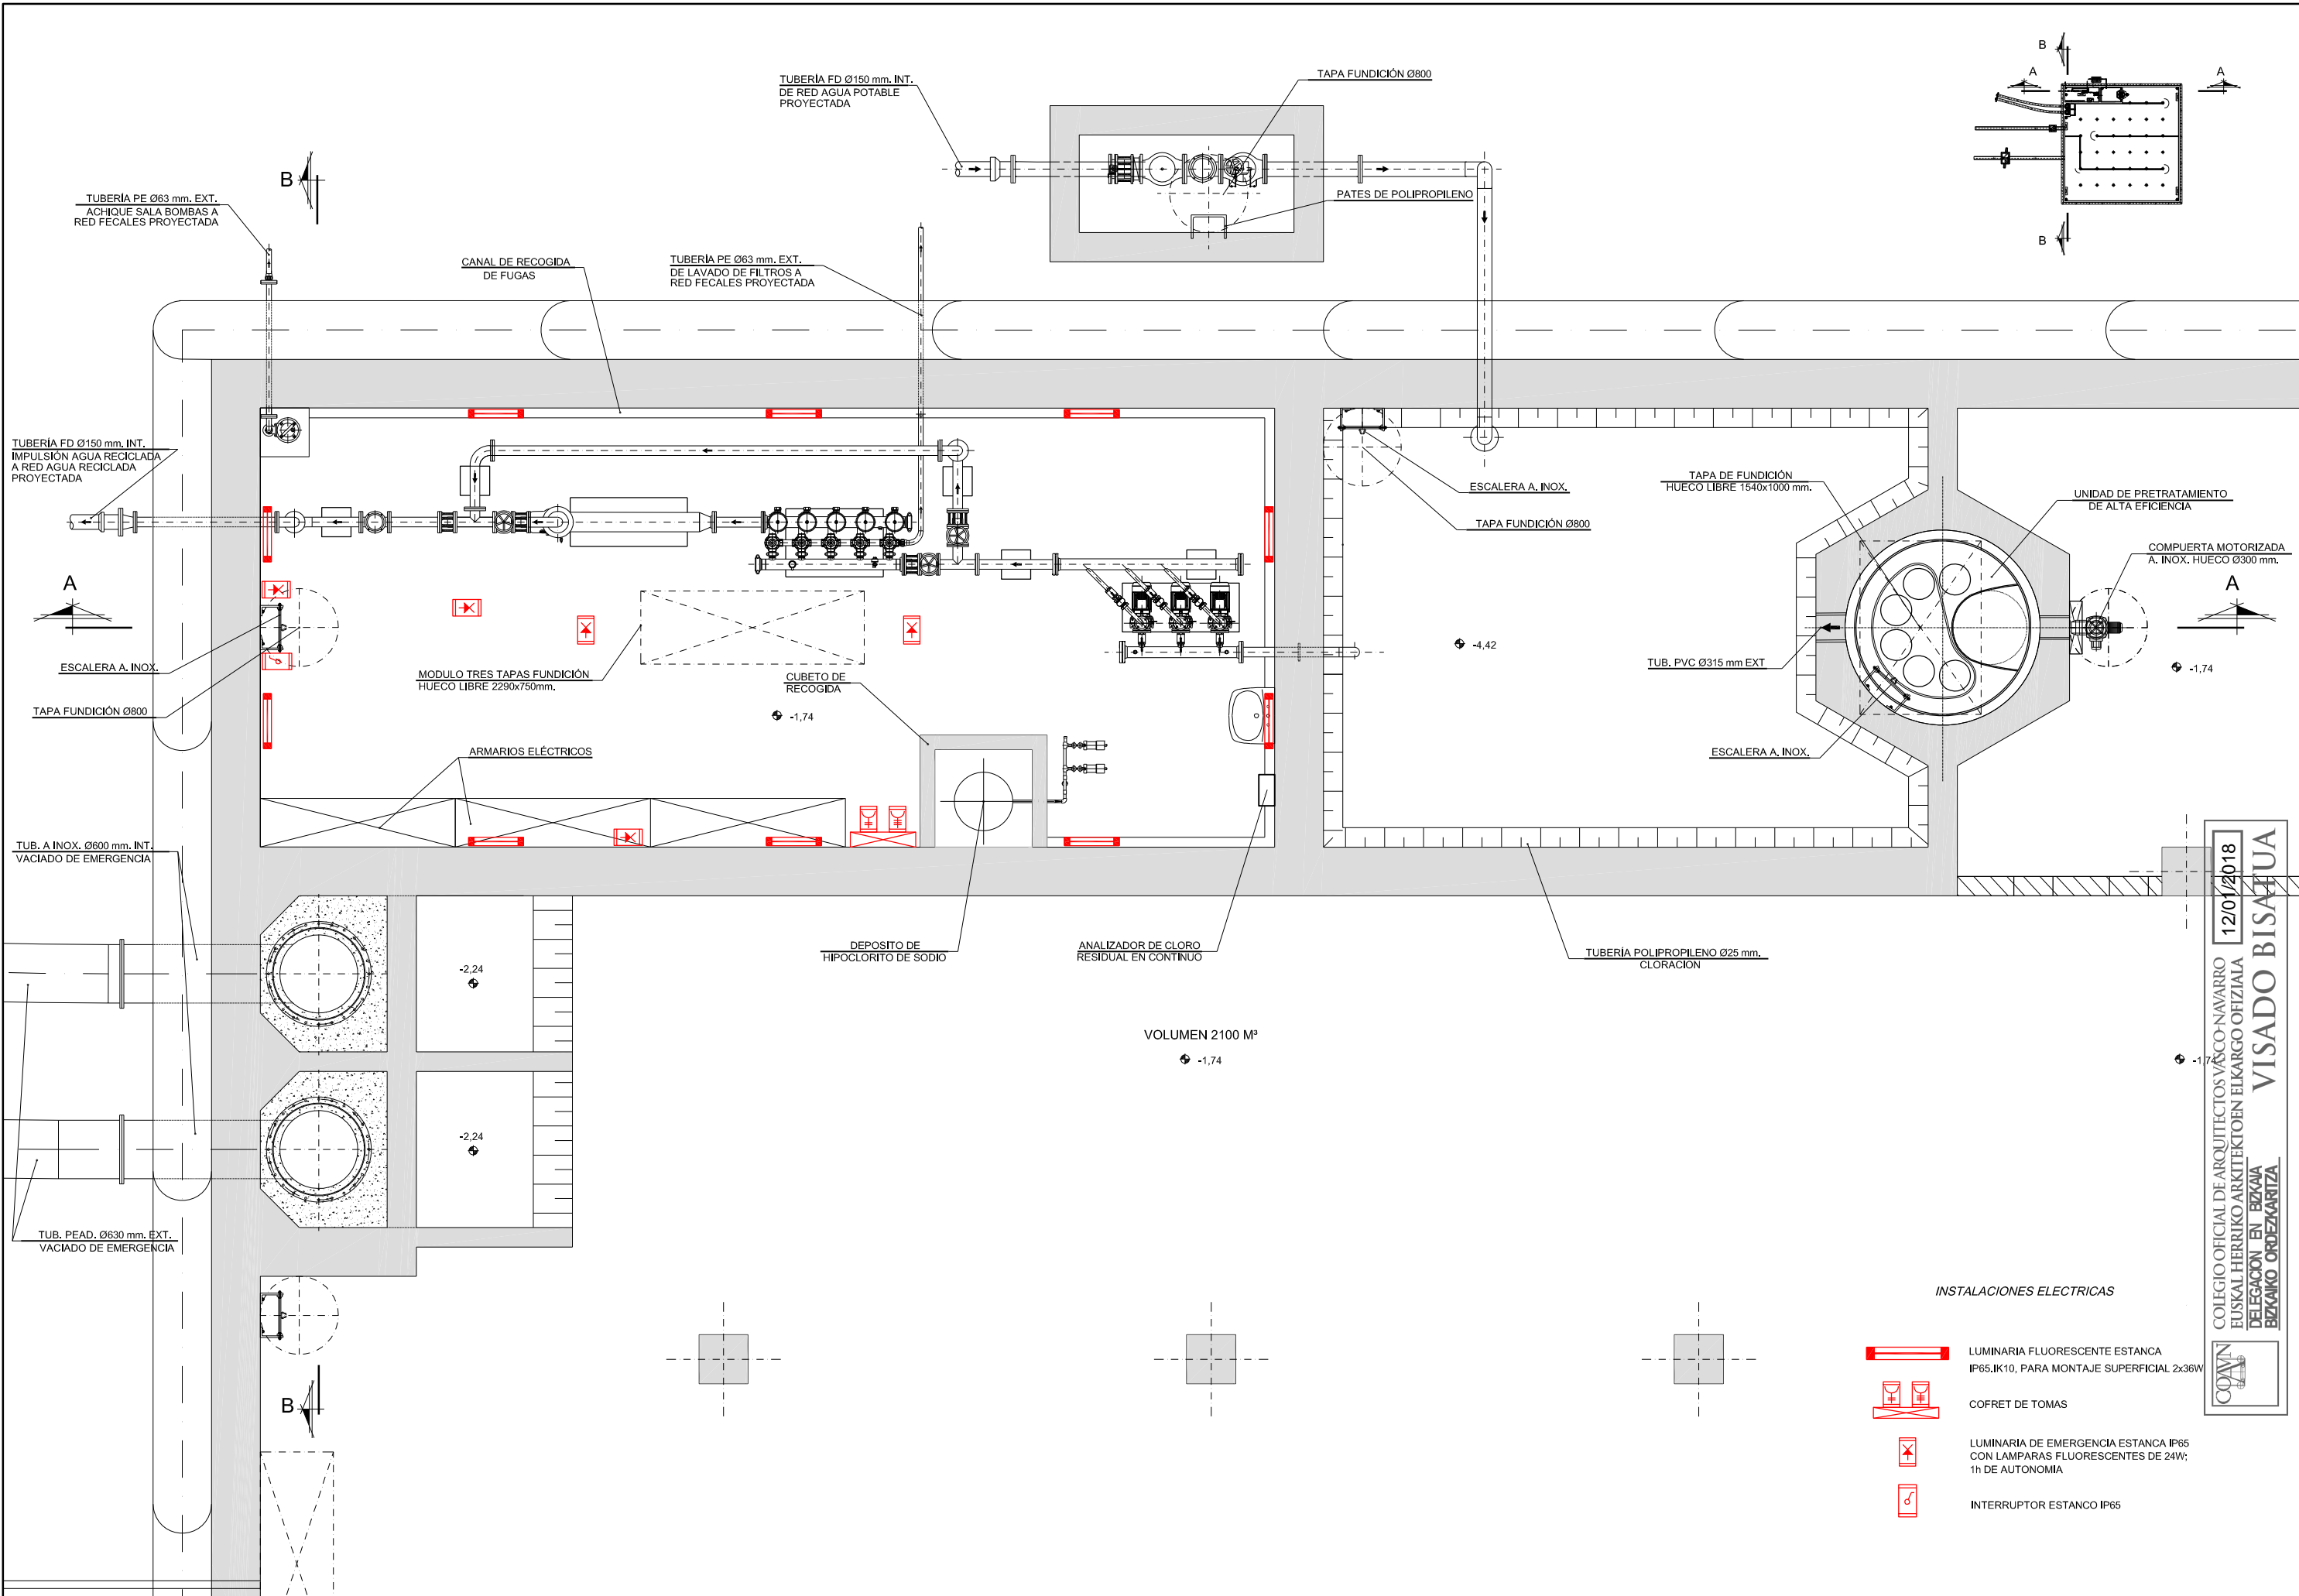 TUBERÍA FD Ø150 mm. INT.
DE RED AGUA POTABLE
PROYECTADA
TAPA FUNDICIÓN Ø800
B
A
A
B
B
TUBERÍA PE Ø63 mm. EXT.
ACHIQUE SALA BOMBAS A
RED FECALES PROYECTADA
PATES DE POLIPROPILENO
CANAL DE RECOGIDA
DE FUGAS
TUBERÍA PE Ø63 mm. EXT.
DE LAVADO DE FILTROS A
RED FECALES PROYECTADA
TUBERÍA FD Ø150 mm. INT.
IMPULSIÓN AGUA RECICLADA
A RED AGUA RECICLADA
PROYECTADA
ESCALERA A. INOX.
TAPA FUNDICIÓN Ø800
TAPA DE FUNDICIÓN
HUECO LIBRE 1540x1000 mm.
UNIDAD DE PRETRATAMIENTO
DE ALTA EFICIENCIA
COMPUERTA MOTORIZADA
A. INOX. HUECO Ø300 mm.
A
A
ESCALERA A. INOX.
TAPA FUNDICIÓN Ø800
MODULO TRES TAPAS FUNDICIÓN
HUECO LIBRE 2290x750mm.
CUBETO DE
RECOGIDA
-1,74
-4,42
TUB. PVC Ø315 mm EXT
-1,74
ESCALERA A. INOX.
ARMARIOS ELÉCTRICOS
TUB. A INOX. Ø600 mm. INT.
VACIADO DE EMERGENCIA
DEPOSITO DE
HIPOCLORITO DE SODIO
ANALIZADOR DE CLORO
RESIDUAL EN CONTINUO
TUBERÍA POLIPROPILENO Ø25 mm.
CLORACIÓN
-2,24
VOLUMEN 2100 M³
-1,74
-1,74
-2,24
TUB. PEAD. Ø630 mm. EXT.
VACIADO DE EMERGENCIA
B
INSTALACIONES ELECTRICAS
LUMINARIA FLUORESCENTE ESTANCA
IP65.IK10, PARA MONTAJE SUPERFICIAL 2x36W
COFRET DE TOMAS
LUMINARIA DE EMERGENCIA ESTANCA IP65
CON LAMPARAS FLUORESCENTES DE 24W;
1h DE AUTONOMIA
INTERRUPTOR ESTANCO IP65
COAVN
COLEGIO OFICIAL DE ARQUITECTOS VASCO-NAVARRO
EUSKAL HERRIKO ARKITEKTOEN ELKARGO OFIZIALA
DELEGACION EN BIZKAIA
BIZKAIKO ORDEZKARITZA
12/01/2018
VISADO BISATUA